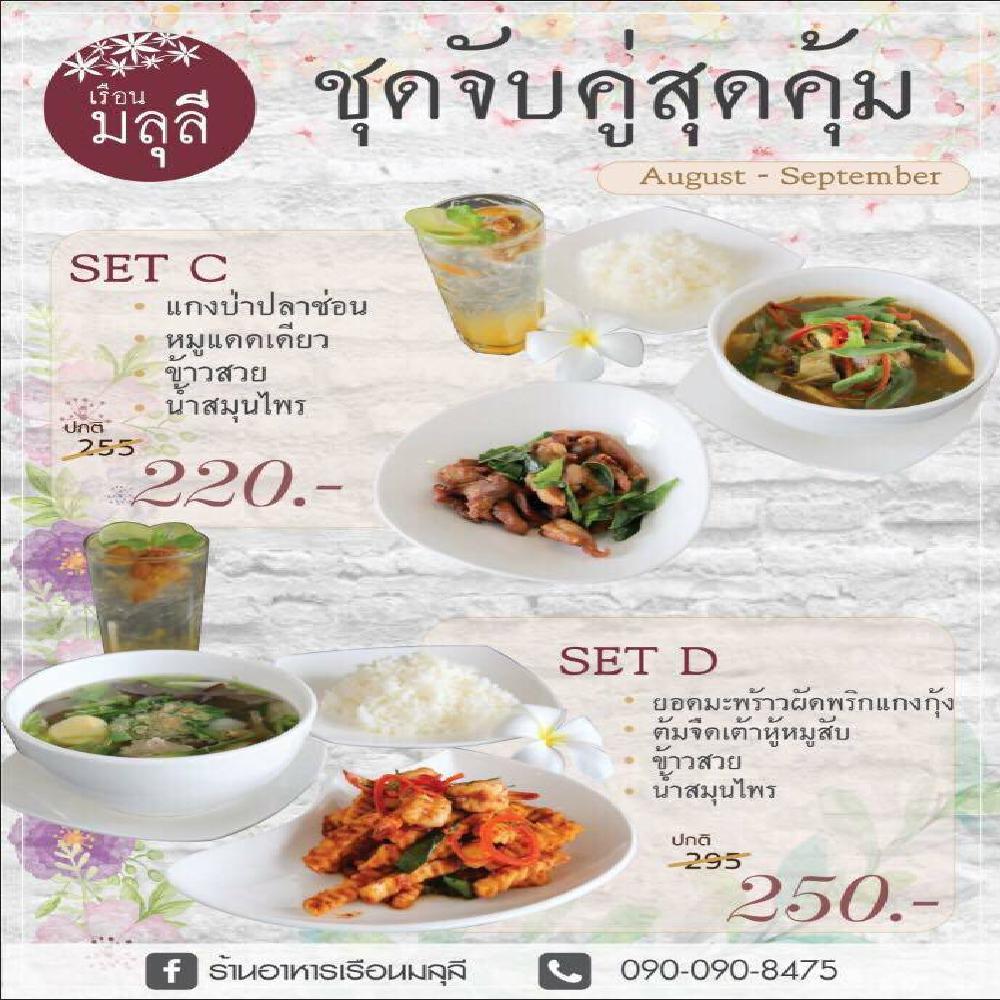 เรือน
มลุลี
ชุดจับคู่สุดคุ้ม
August - September
SET C
• แกงป่าปลาช่อน
• หมูแดดเดียว
• ข้าวสวย
• น้ำสมุนไพร
ปกติ
255
220.-
SET D
• ยอดมะพร้าวผัดพริกแกงกุ้ง
• ต้มจืดเต้าหู้หมูสับ
• ข้าวสวย
• น้ำสมุนไพร
ปกติ
295
250.-
f ร้านอาหารเรือนมลุลี 090-090-8475